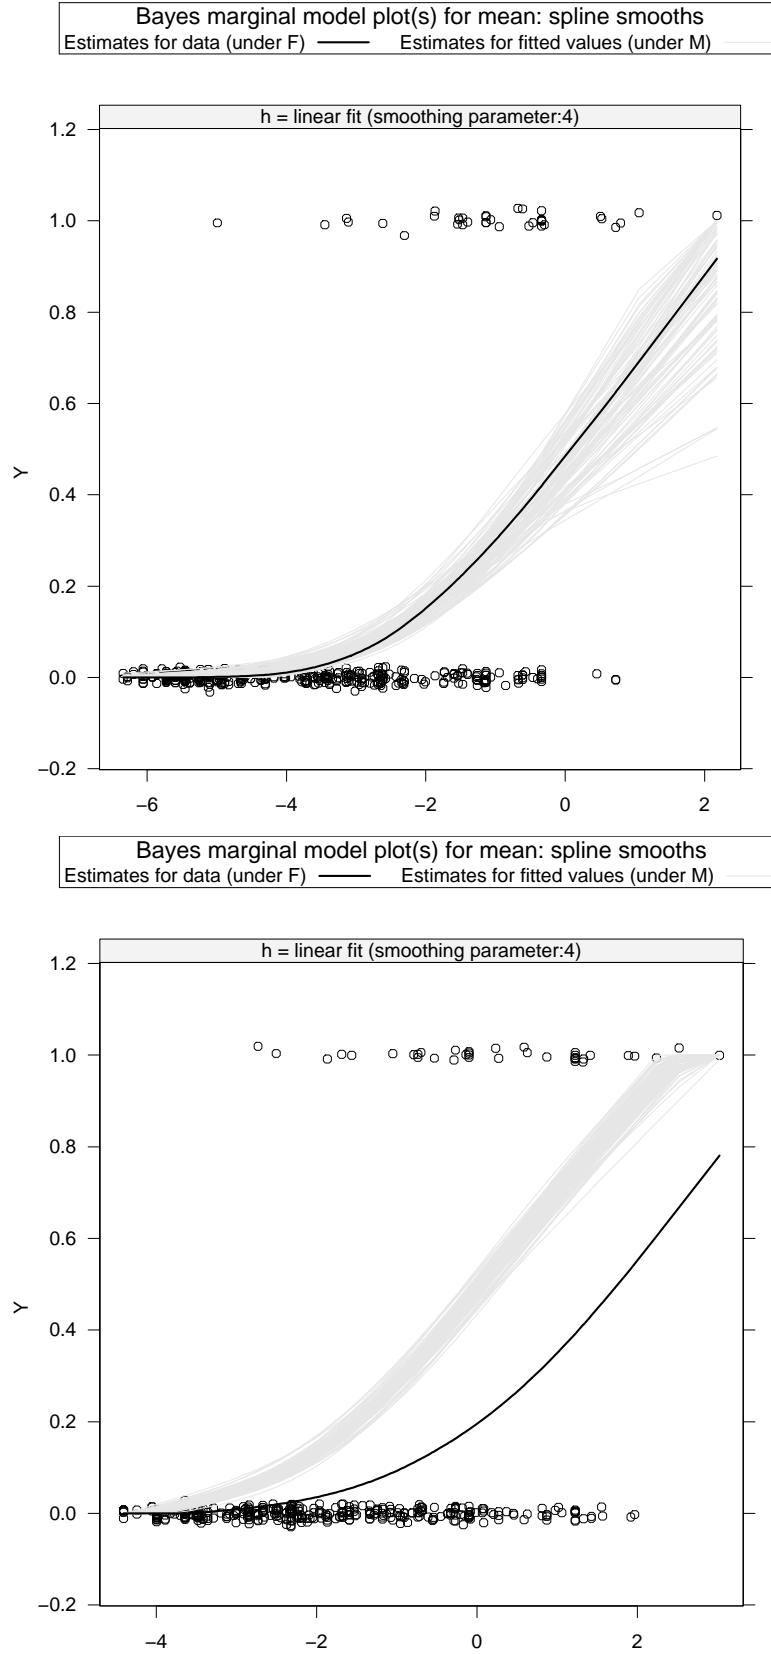 Bayes marginal model plot(s) for mean: spline smooths
Estimates for data (under F) Estimates for fitted values (under M)
h = linear fit (smoothing parameter:4)
1.2
1.0
0.8
0.6
Y
0.4
0.2
0.0
−0.2
−6 −4 −2 0 2
Bayes marginal model plot(s) for mean: spline smooths
Estimates for data (under F) Estimates for fitted values (under M)
h = linear fit (smoothing parameter:4)
1.2
1.0
0.8
0.6
Y
0.4
0.2
0.0
−0.2
−4 −2 0 2